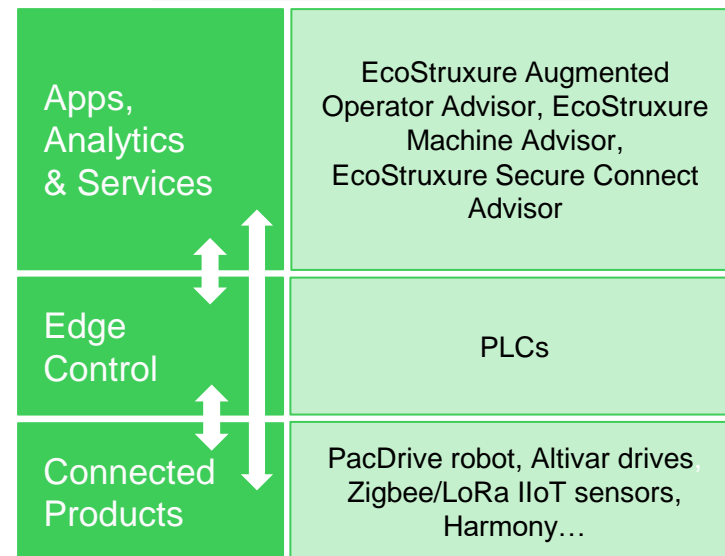 Apps,
Analytics
& Services
EcoStruxure Augmented
Operator Advisor, EcoStruxure
Machine Advisor,
EcoStruxure Secure Connect
Advisor
Edge
Control
PLCs
Connected
Products
PacDrive robot, Altivar drives,
Zigbee/LoRa IIoT sensors,
Harmony…